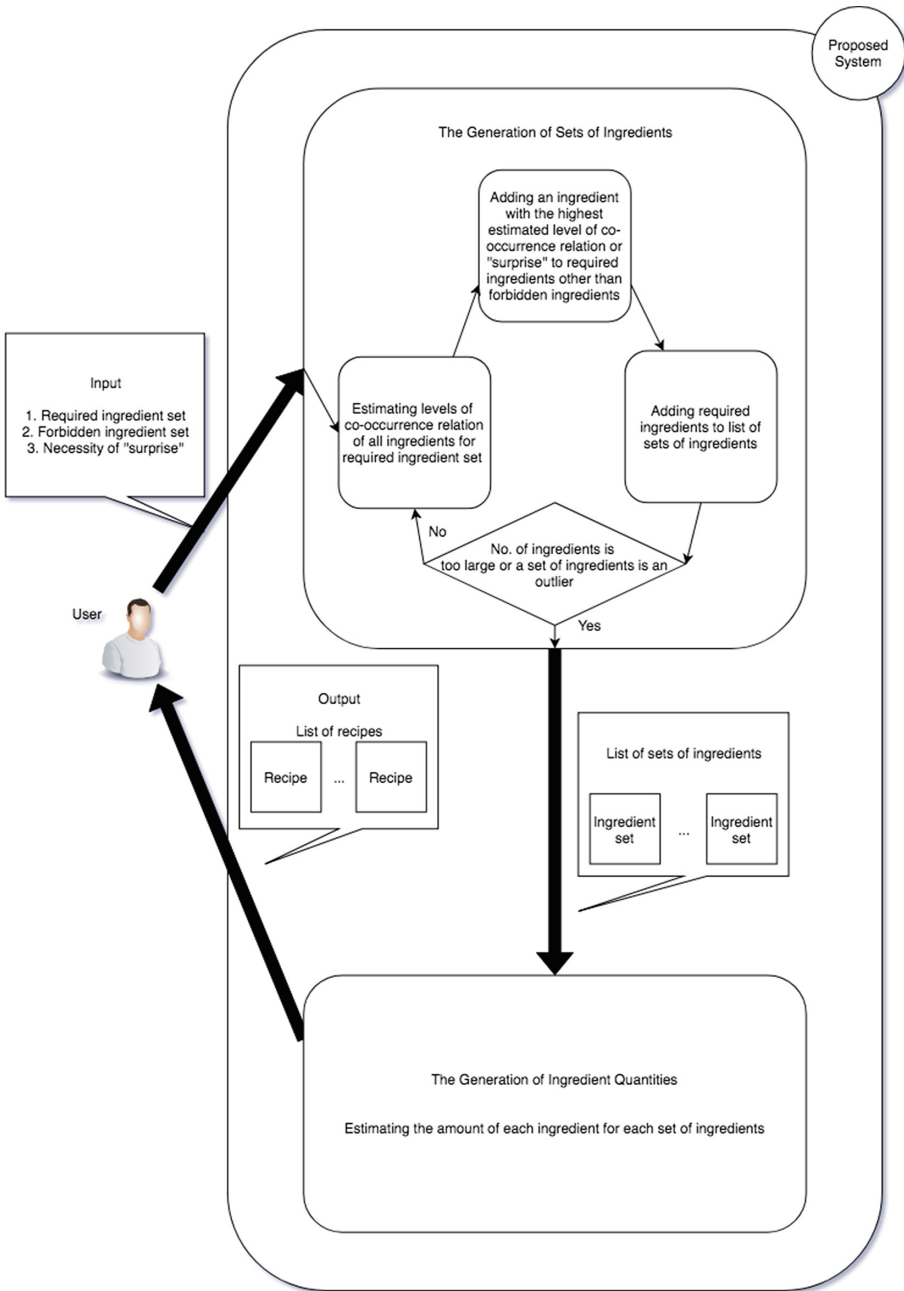 Proposed
System
The Generation of Sets of Ingredients
Adding an ingredient
with the highest
estimated level of co-
occurrence relation or
"surprise" to required
ingredients other than
forbidden ingredients
Input
1. Required ingredient set
2. Forbidden ingredient set
3. Necessity of "surprise"
Estimating levels of
co-occurrence relation
of all ingredients for
required ingredient set
Adding required
ingredients to list of
sets of ingredients
No
No. of ingredients is
too large or a set of ingredients is an
outlier
Yes
User
Output
List of recipes
Recipe
...
Recipe
List of sets of ingredients
Ingredient
set
...
Ingredient
set
The Generation of Ingredient Quantities
Estimating the amount of each ingredient for each set of ingredients